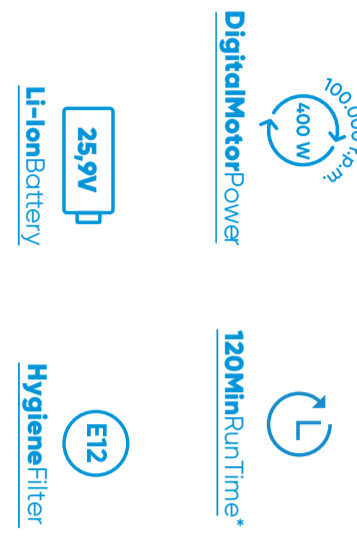 100.000 r.p.m.
400 W
DigitalMotorPower
120MinRunTime*
25,9V
Li-IonBattery
E12
HygieneFilter